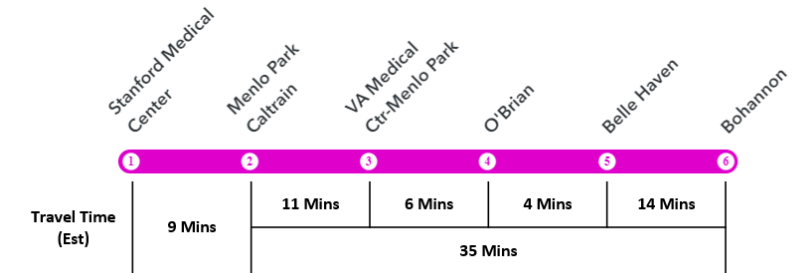 Stanford Medical
Center
Menlo Park
Caltrain
VA Medical
Ctr-Menlo Park
O'Brian
Belle Haven
Bohannon
1 2 3 4 5 6
Travel Time
(Est)
9 Mins
11 Mins 6 Mins 4 Mins 14 Mins
35 Mins